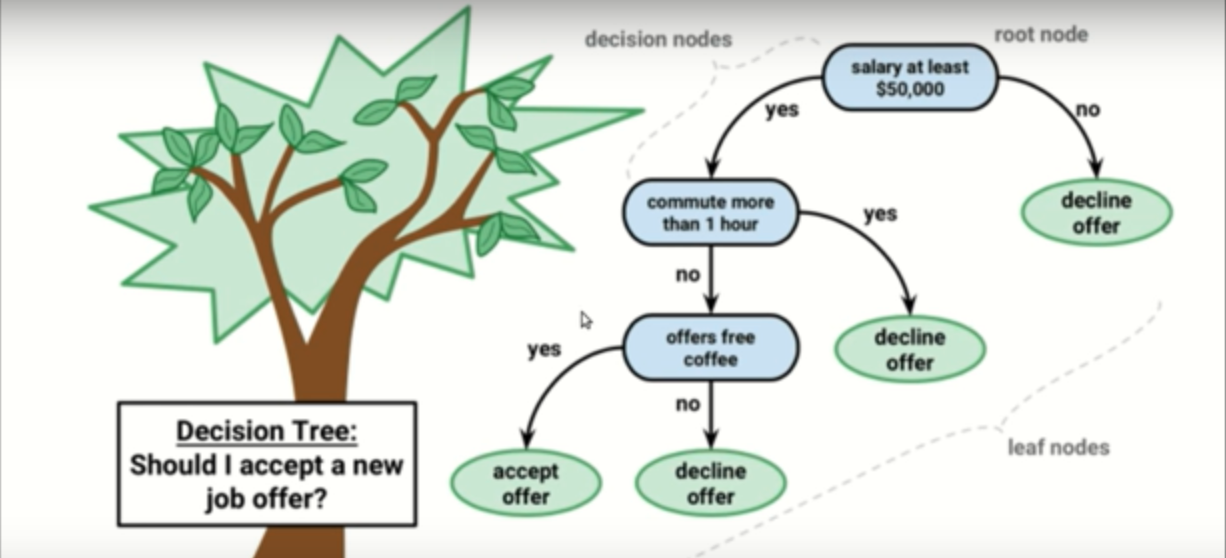 decision nodes
root node
salary at least
$50,000
yes
no
commute more
than 1 hour
yes
decline
offer
no
offers free
coffee
decline
offer
yes
no
Decision Tree:
Should I accept a new
job offer?
accept
offer
decline
offer
leaf nodes